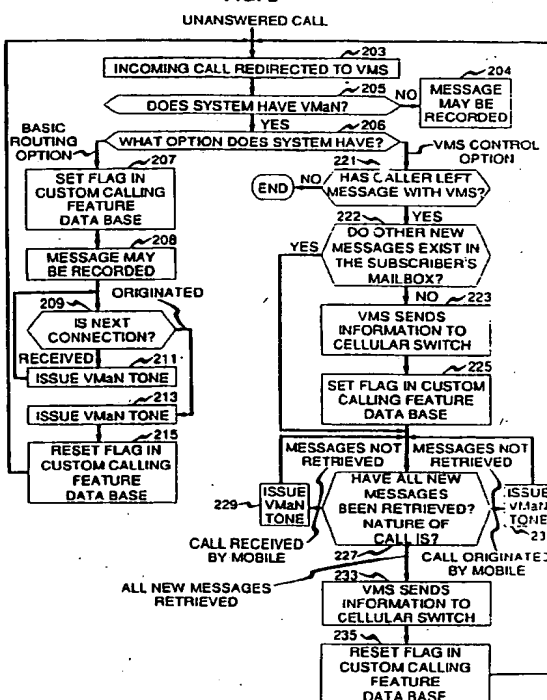 UNANSWERED CALL
203
INCOMING CALL REDIRECTED TO VMS
205
DOES SYSTEM HAVE VMaN?
NO
204
MESSAGE
MAY BE
RECORDED
YES
206
WHAT OPTION DOES SYSTEM HAVE?
BASIC
ROUTING
OPTION
207
SET FLAG IN
CUSTOM CALLING
FEATURE
DATA BASE
208
MESSAGE MAY
BE RECORDED
209
ORIGINATED
IS NEXT
CONNECTION?
RECEIVED
211
ISSUE VMaN TONE
213
ISSUE VMaN TONE
215
RESET FLAG IN
CUSTOM CALLING
FEATURE
DATA BASE
VMS CONTROL
OPTION
221
HAS CALLER LEFT
MESSAGE WITH VMS?
NO
END
YES
222
DO OTHER NEW
MESSAGES EXIST IN
THE SUBSCRIBER'S
MAILBOX?
YES
NO
223
VMS SENDS
INFORMATION TO
CELLULAR SWITCH
225
SET FLAG IN CUSTOM
CALLING FEATURE
DATA BASE
MESSAGES NOT
RETRIEVED
MESSAGES NOT
RETRIEVED
HAVE ALL NEW
MESSAGES
BEEN RETRIEVED?
NATURE OF
CALL IS?
229
ISSUE
VMaN
TONE
ISSUE
VMaN
TONE
CALL RECEIVED
BY MOBILE
227
CALL ORIGINATED
BY MOBILE
ALL NEW MESSAGES
RETRIEVED
233
VMS SENDS
INFORMATION TO
CELLULAR SWITCH
235
RESET FLAG IN
CUSTOM CALLING
FEATURE
DATA BASE